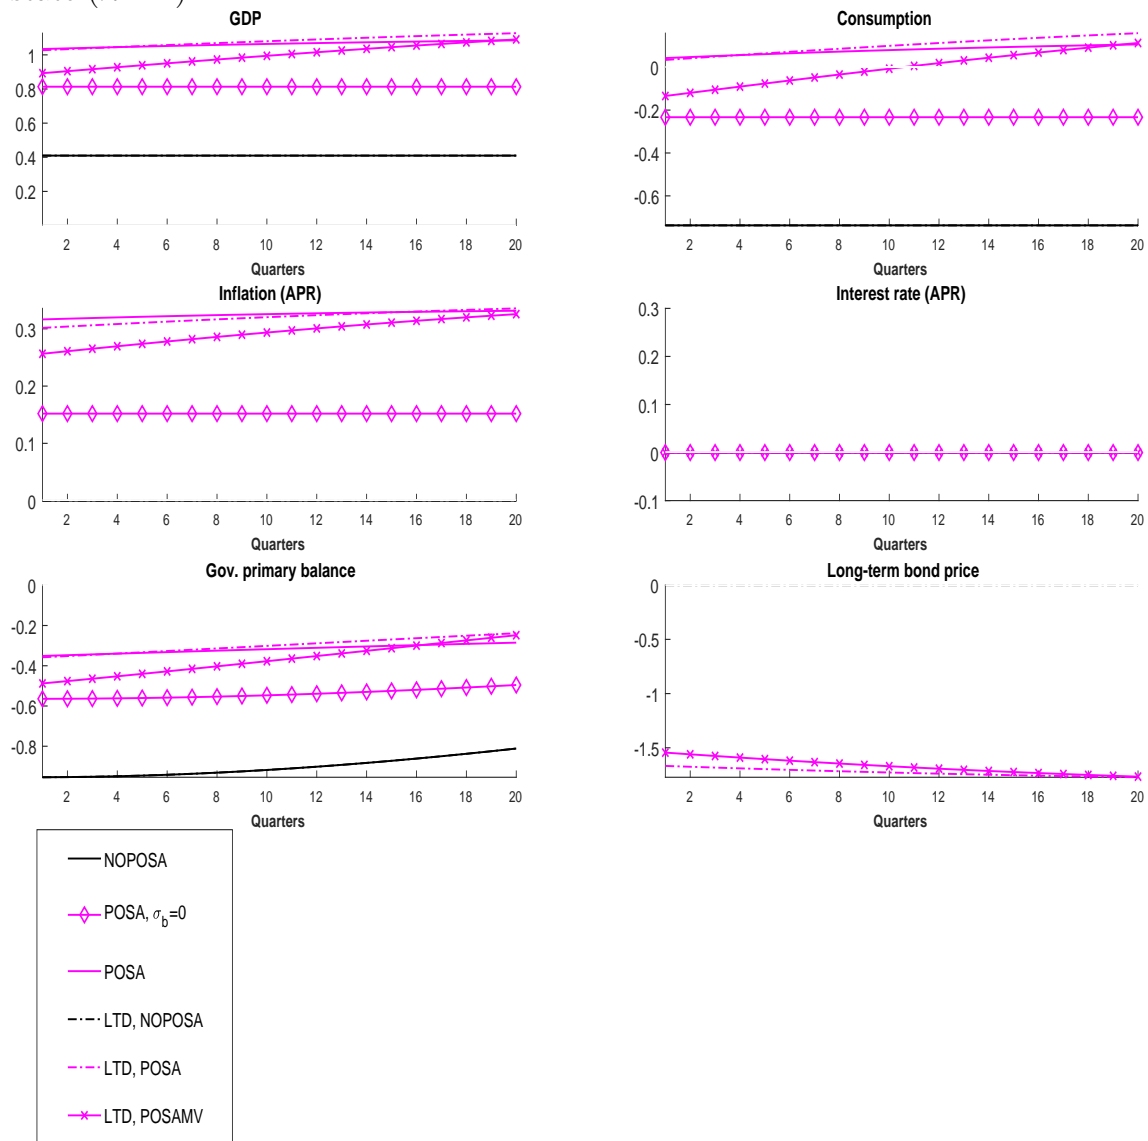 GDP
1
0.8
0.6
0.4
0.2
2 4 6 8 10 12 14 16 18 20
Quarters
Consumption
0
-0.2
-0.4
-0.6
2 4 6 8 10 12 14 16 18 20
Quarters
Inflation (APR)
0.3
0.2
0.1
0
2 4 6 8 10 12 14 16 18 20
Quarters
Interest rate (APR)
0.3
0.2
0.1
0
-0.1
2 4 6 8 10 12 14 16 18 20
Quarters
Gov. primary balance
0
-0.2
-0.4
-0.6
-0.8
2 4 6 8 10 12 14 16 18 20
Quarters
Long-term bond price
0
-0.5
-1
-1.5
2 4 6 8 10 12 14 16 18 20
Quarters
NOPOSA
POSA, σ_b=0
POSA
LTD, NOPOSA
LTD, POSA
LTD, POSAMV